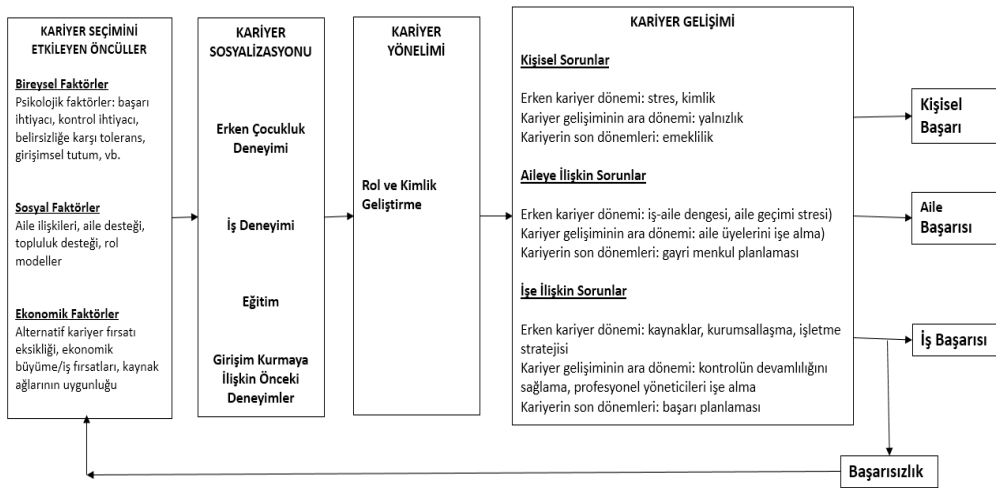 KARİYER SEÇİMİNİ
ETKİLEYEN ÖNCÜLLER
Bireysel Faktörler
Psikolojik faktörler: başarı
ihtiyacı, kontrol ihtiyacı,
belirsizliğe karşı tolerans,
girişimsel tutum, vb.
Sosyal Faktörler
Aile ilişkileri, aile desteği,
topluluk desteği, rol
modeller
Ekonomik Faktörler
Alternatif kariyer fırsatı
eksikliği, ekonomik
büyüme/iş fırsatları, kaynak
ağlarının uygunluğu
KARİYER
SOSYALİZASYONU
Erken Çocukluk
Deneyimi
İş Deneyimi
Eğitim
Girişim Kurmaya
İlişkin Önceki
Deneyimler
KARİYER
YÖNELİMİ
Rol ve Kimlik
Geliştirme
KARİYER GELİŞİMİ
Kişisel Sorunlar
Erken kariyer dönemi: stres, kimlik
Kariyer gelişiminin ara dönemi: yalnızlık
Kariyerin son dönemleri: emeklilik
Aileye İlişkin Sorunlar
Erken kariyer dönemi: iş-aile dengesi, aile geçimi stresi)
Kariyer gelişiminin ara dönemi: aile üyelerini işe alma)
Kariyerin son dönemleri: gayri menkul planlaması
İşe İlişkin Sorunlar
Erken kariyer dönemi: kaynaklar, kurumsallaşma, işletme
stratejisi
Kariyer gelişiminin ara dönemi: kontrolün devamlılığını
sağlama, profesyonel yöneticileri işe alma
Kariyerin son dönemleri: başarı planlaması
Kişisel
Başarı
Aile
Başarısı
İş Başarısı
Başarısızlık